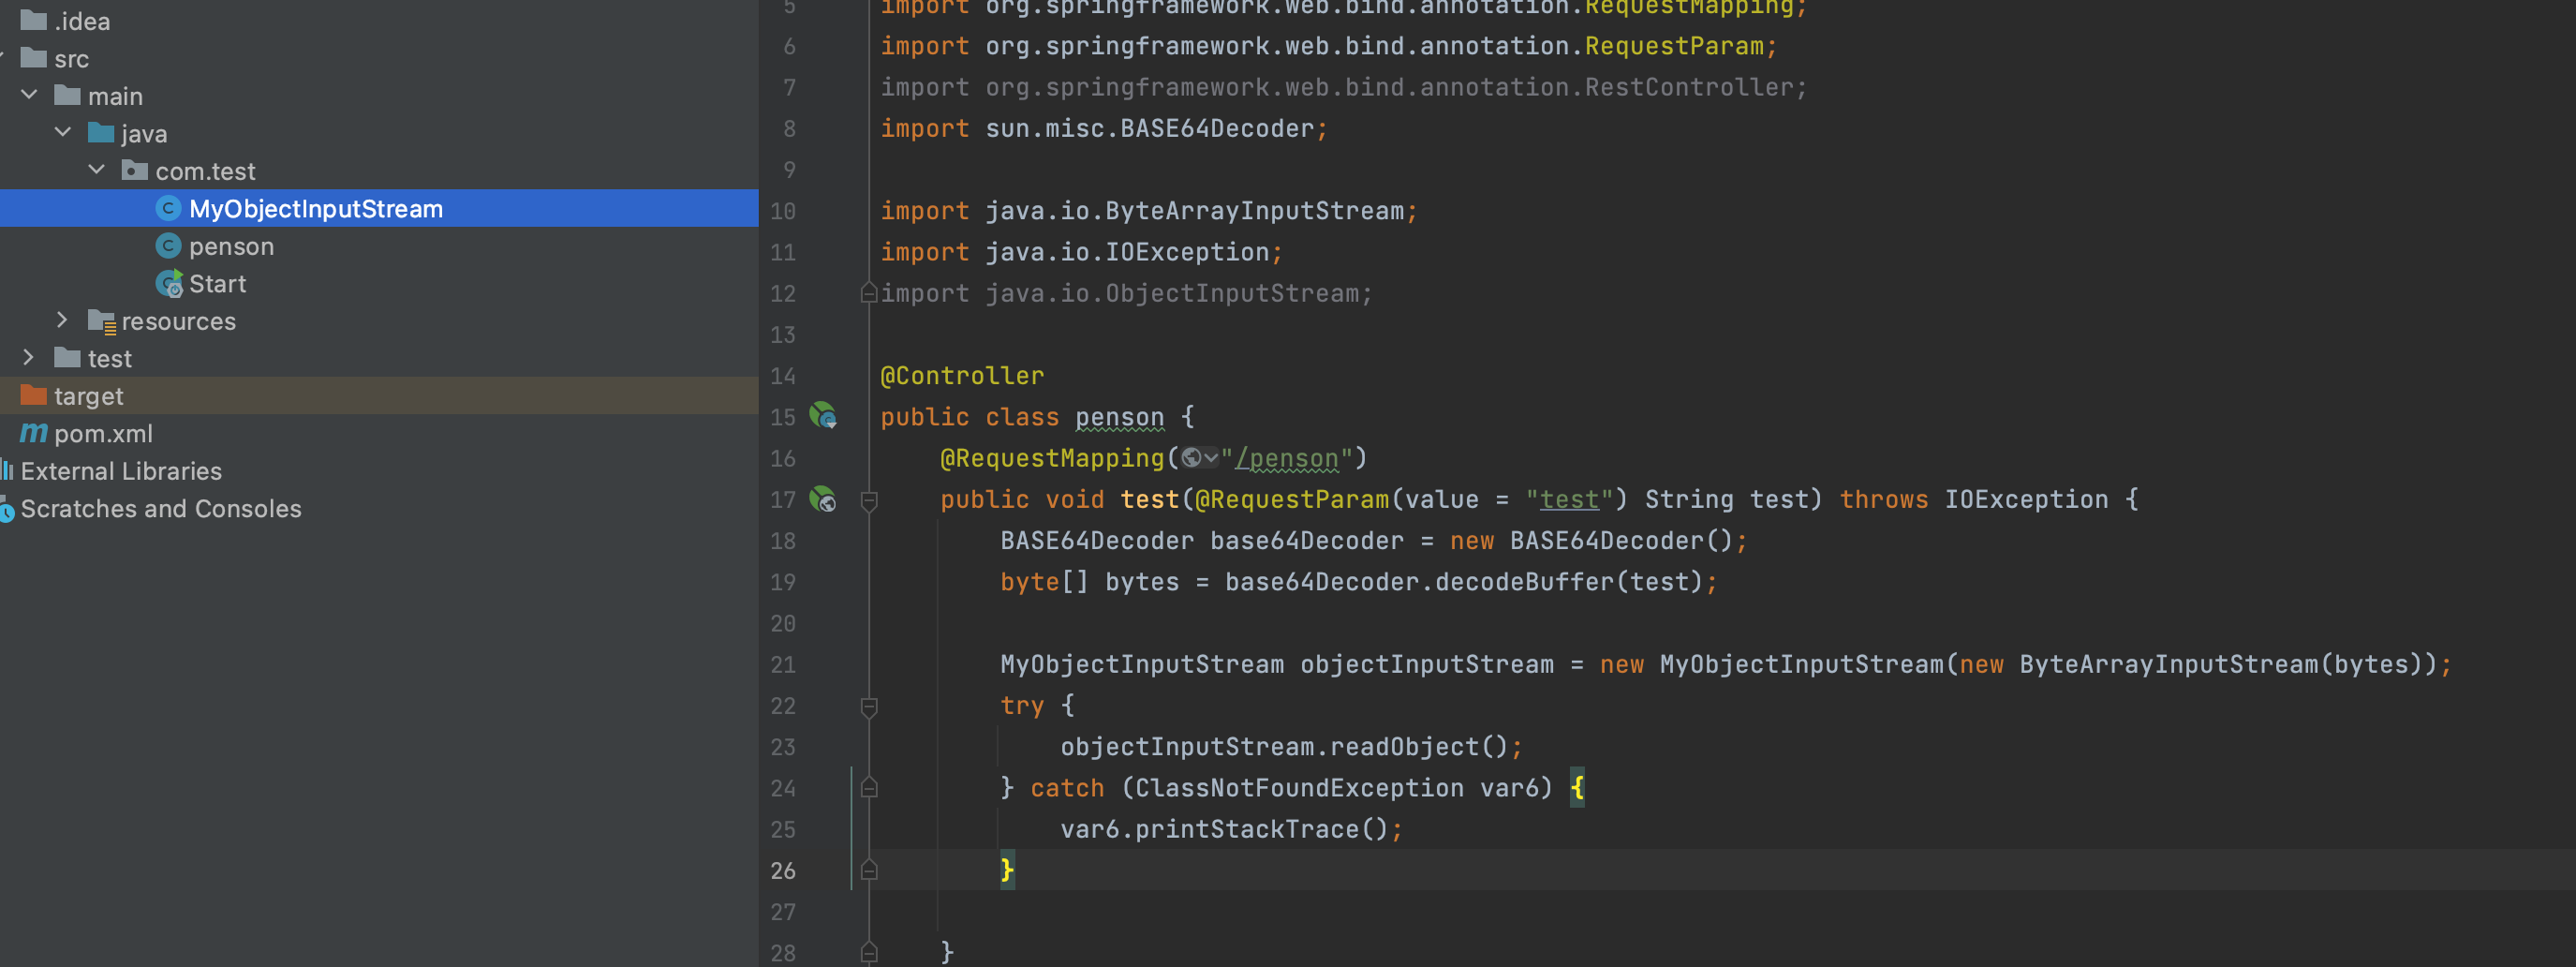 .idea
src
main
java
com.test
MyObjectInputStream
penson
Start
resources
test
target
pom.xml
External Libraries
Scratches and Consoles
5 import org.springframework.web.bind.annotation.RequestMapping;
6 import org.springframework.web.bind.annotation.RequestParam;
7 import org.springframework.web.bind.annotation.RestController;
8 import sun.misc.BASE64Decoder;
9
10 import java.io.ByteArrayInputStream;
11 import java.io.IOException;
12 import java.io.ObjectInputStream;
13
14 @Controller
15 public class penson {
16 @RequestMapping("/penson")
17 public void test(@RequestParam(value = "test") String test) throws IOException {
18 BASE64Decoder base64Decoder = new BASE64Decoder();
19 byte[] bytes = base64Decoder.decodeBuffer(test);
20
21 MyObjectInputStream objectInputStream = new MyObjectInputStream(new ByteArrayInputStream(bytes));
22 try {
23 objectInputStream.readObject();
24 } catch (ClassNotFoundException var6) {
25 var6.printStackTrace();
26 }
27
28 }